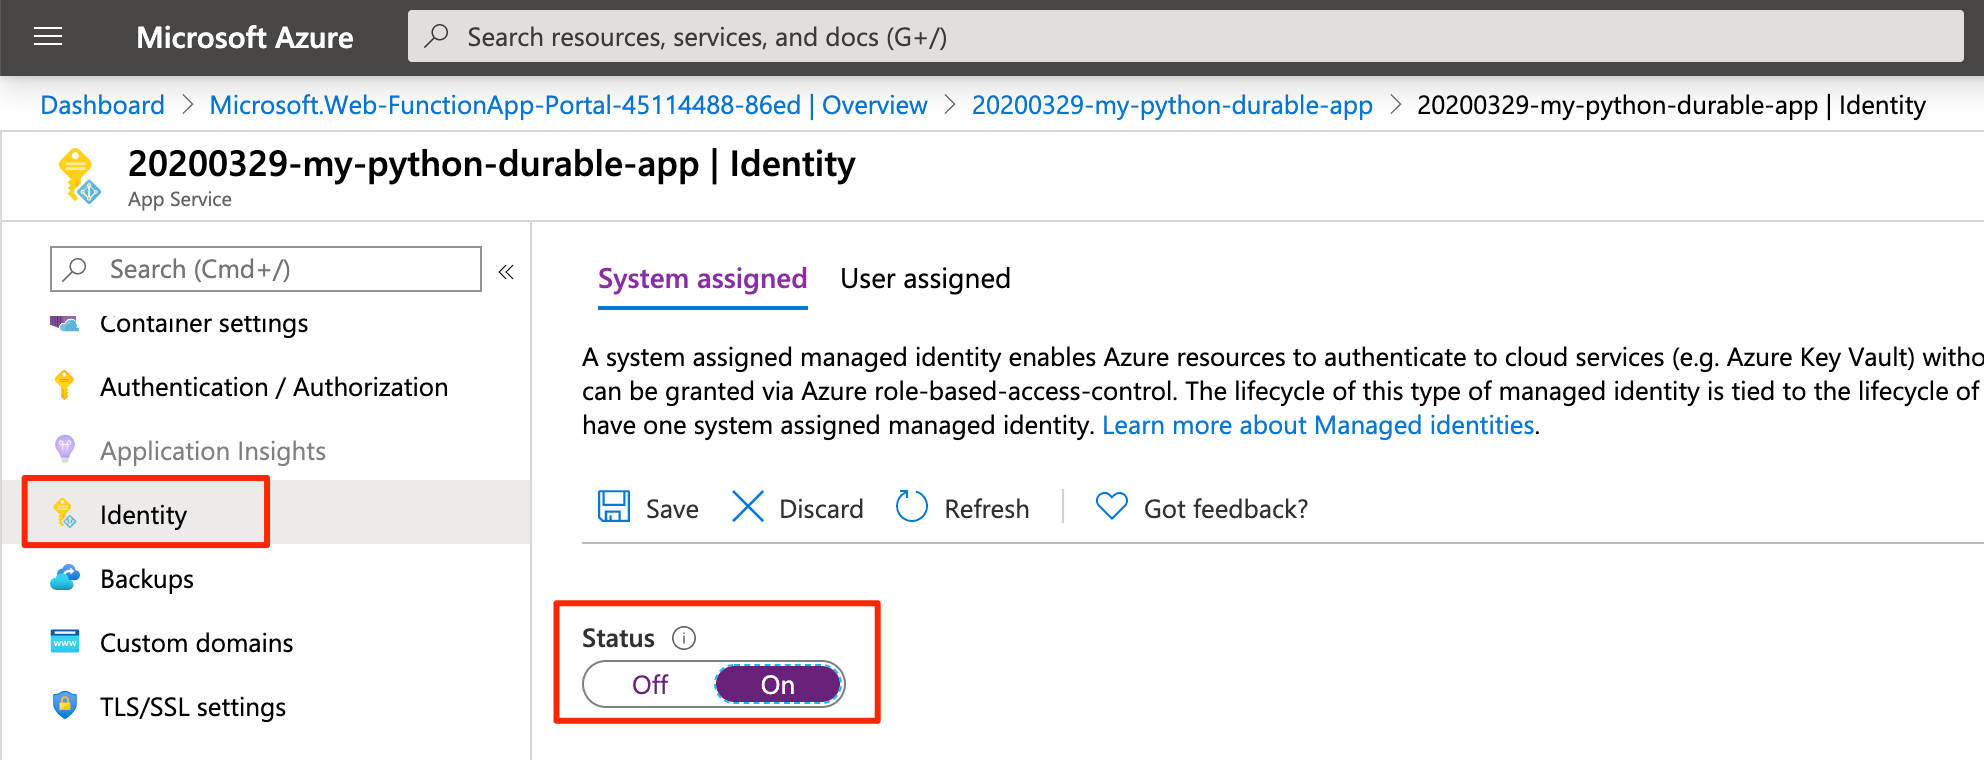 Microsoft Azure
Search resources, services, and docs (G+/)
Dashboard > Microsoft.Web-FunctionApp-Portal-45114488-86ed | Overview > 20200329-my-python-durable-app > 20200329-my-python-durable-app | Identity
20200329-my-python-durable-app | Identity
App Service
Search (Cmd+/)
«
Container settings
Authentication / Authorization
Application Insights
Identity
Backups
Custom domains
TLS/SSL settings
System assigned User assigned
A system assigned managed identity enables Azure resources to authenticate to cloud services (e.g. Azure Key Vault)
can be granted via Azure role-based-access-control. The lifecycle of this type of managed identity is tied to the lifecycle of
have one system assigned managed identity. Learn more about Managed identities.
Save Discard Refresh Got feedback?
Status
Off On